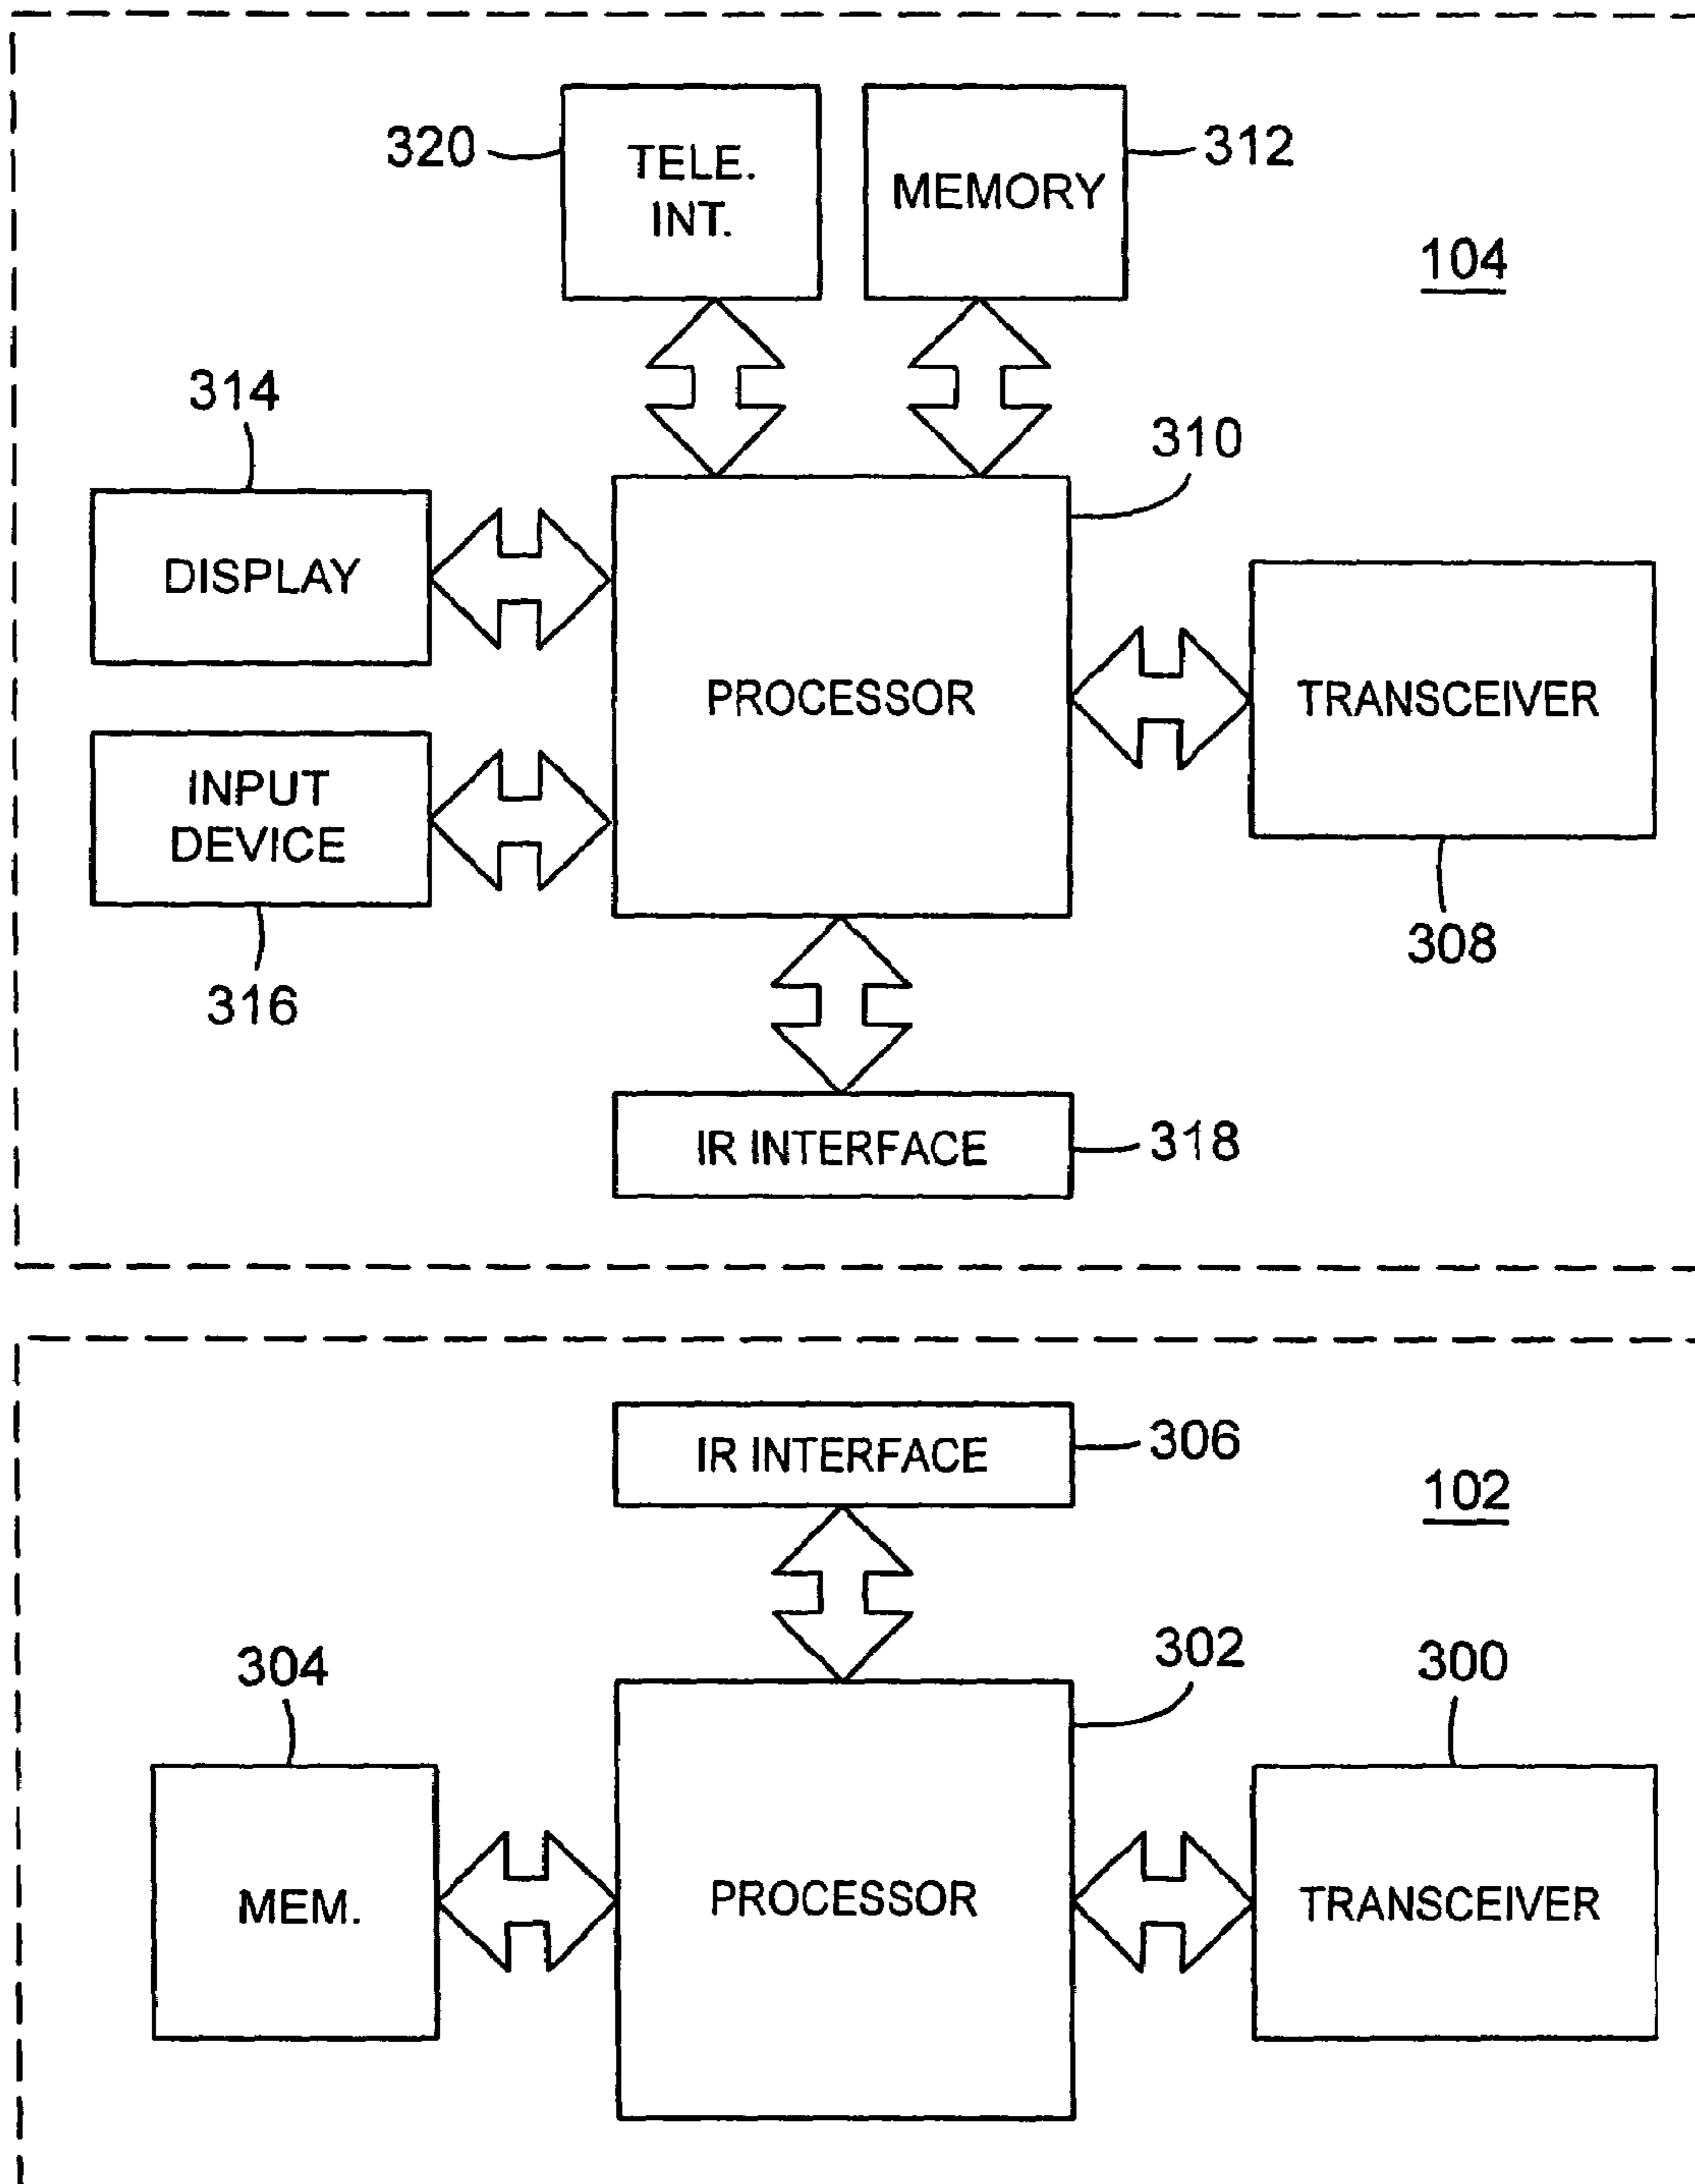 320
TELE.
INT.
MEMORY
312
104
314
310
DISPLAY
PROCESSOR
TRANSCEIVER
INPUT
DEVICE
308
316
IR INTERFACE
318
IR INTERFACE
306
102
304
302
300
MEM.
PROCESSOR
TRANSCEIVER